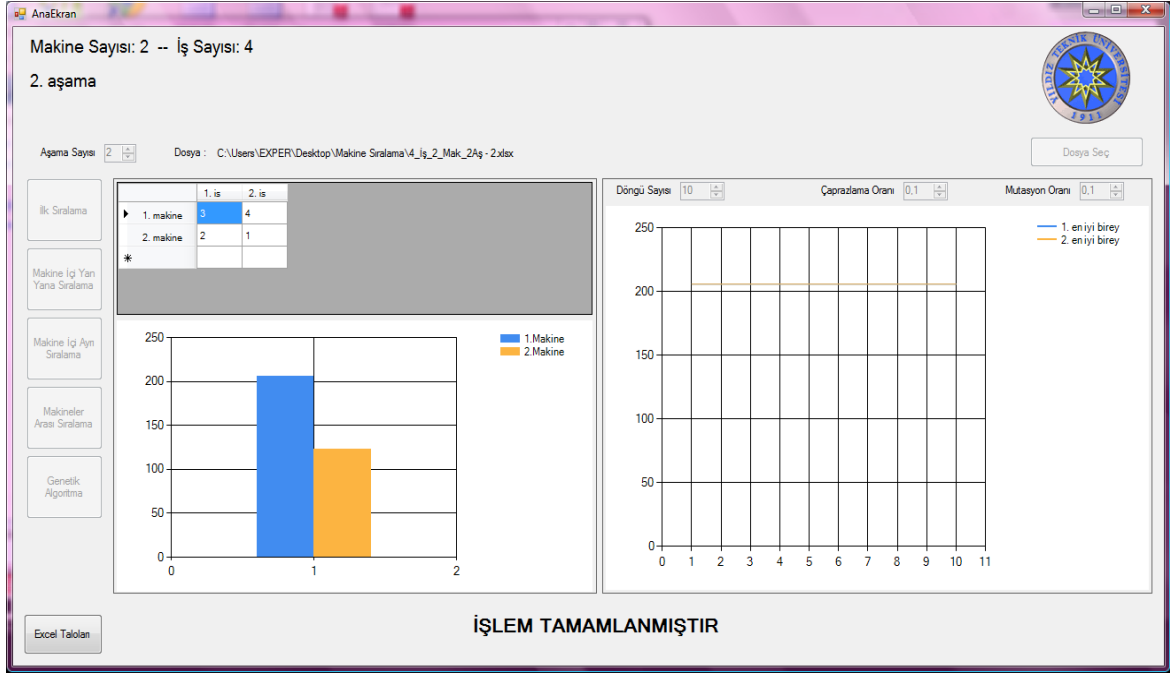 AnaEkran
Makine Sayısı: 2 -- İş Sayısı: 4
2. aşama
YILDIZ TEKNİK ÜNİVERSİTESİ
1911
Aşama Sayısı 2 Dosya : C:\Users\EXPER\Desktop\Makine Sıralama\4_İş_2_Mak_2Aş - 2.xlsx Dosya Seç
İlk Sıralama
Makine İçi Yan
Yana Sıralama
Makine İçi Ayrı
Sıralama
Makineler
Arası Sıralama
Genetik
Algoritma
Excel Taloları
1. is 2. is
1. makine 3 4
2. makine 2 1
250
200
150
100
50
0
0 1 2
1.Makine
2.Makine
Döngü Sayısı 10 Çaprazlama Oranı 0,1 Mutasyon Oranı 0,1
250
200
150
100
50
0
0 1 2 3 4 5 6 7 8 9 10 11
1. en iyi birey
2. en iyi birey
İŞLEM TAMAMLANMIŞTIR